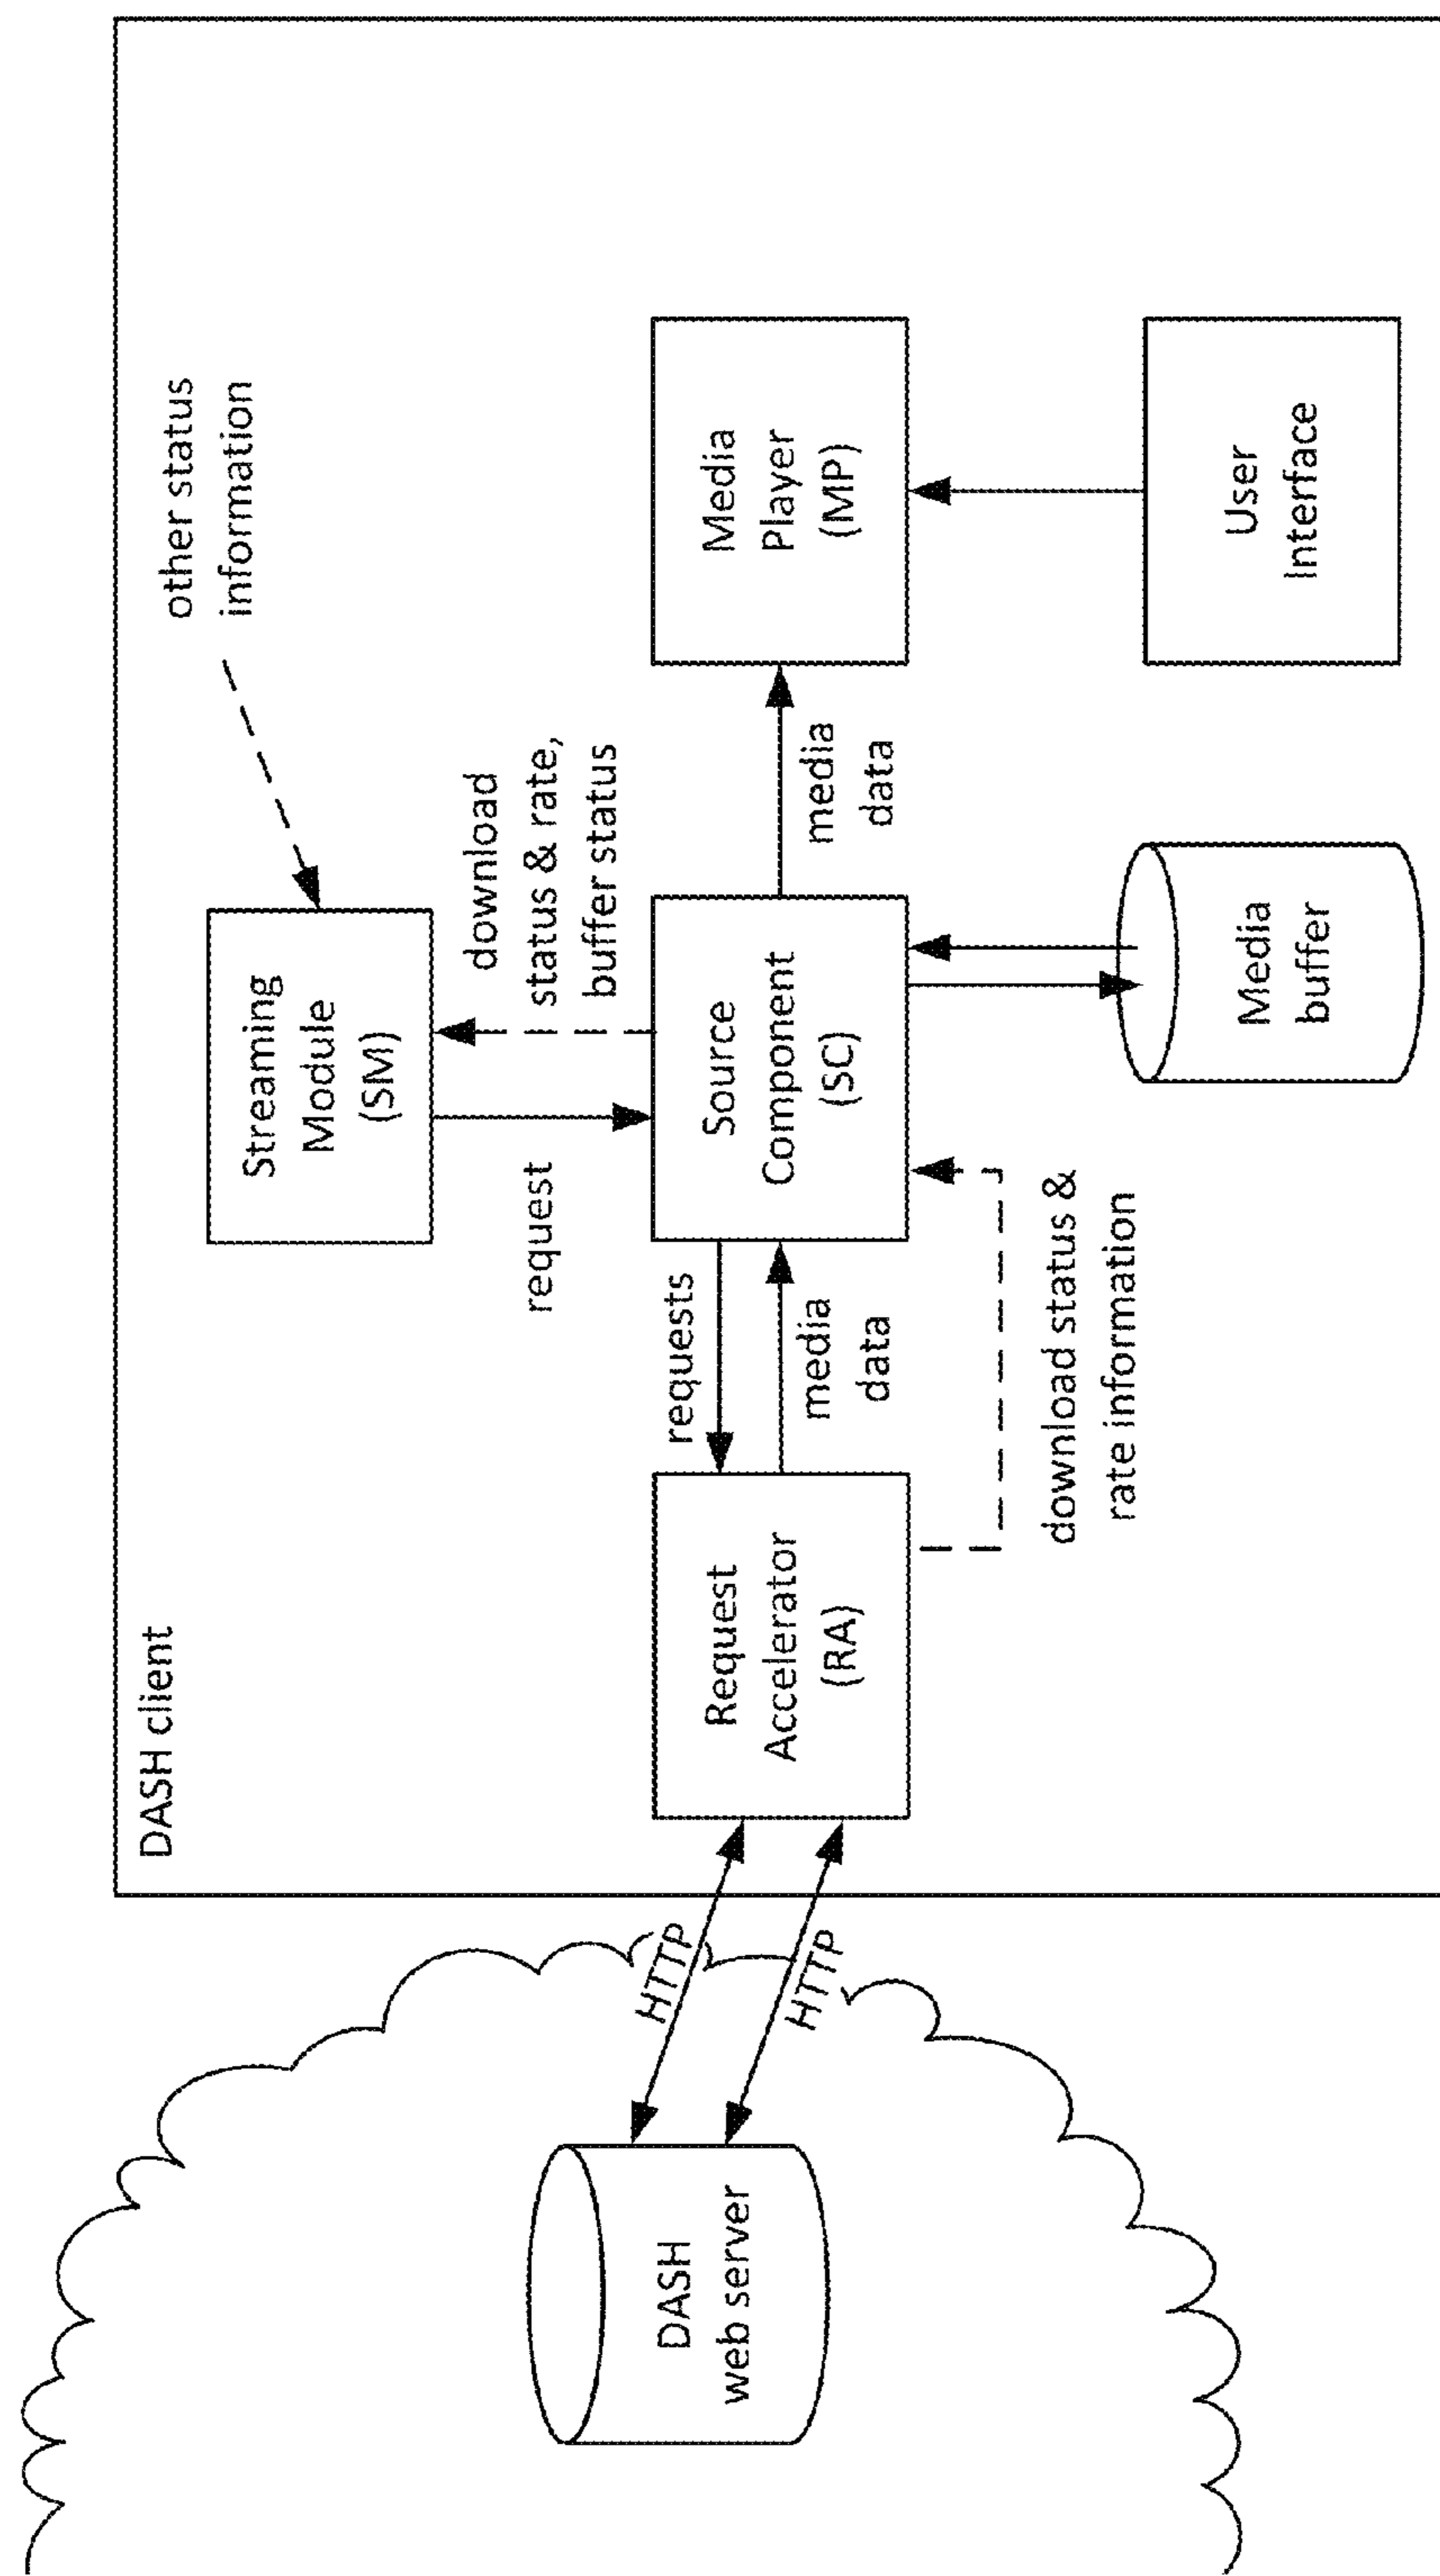 DASH client
other status
information
Streaming
Module
(SM)
download
status & rate,
buffer status
request
DASH
web server
HTTP
HTTP
Request
Accelerator
(RA)
requests
media
data
Source
Component
(SC)
media
data
Media
Player
(MP)
download status &
rate information
Media
buffer
User
Interface